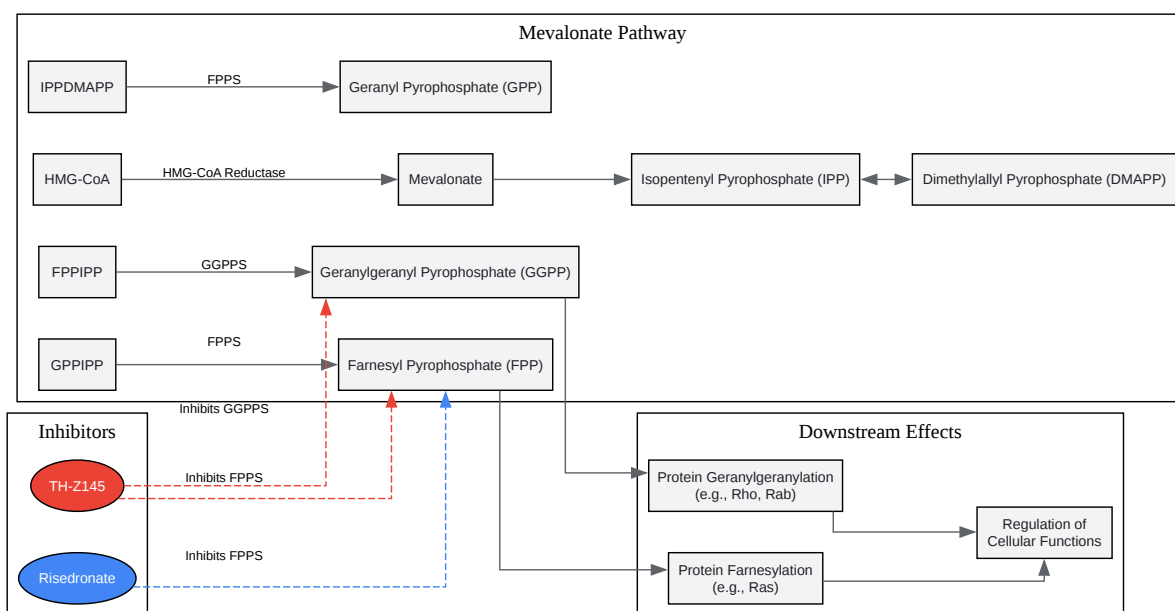 Mevalonate Pathway
FPPS
IPPDMAPP
Geranyl Pyrophosphate (GPP)
HMG-CoA
HMG-CoA Reductase
Mevalonate
Isopentenyl Pyrophosphate (IPP)
Dimethylallyl Pyrophosphate (DMAPP)
FPPIPP
GGPPS
Geranylgeranyl Pyrophosphate (GGPP)
FPPS
GPPIPP
Farnesyl Pyrophosphate (FPP)
Inhibits GGPPS
Inhibitors
Inhibits FPPS
TH-Z145
Inhibits FPPS
Risedronate
Downstream Effects
Protein Geranylgeranylation
(e.g., Rho, Rab)
Regulation of
Cellular Functions
Protein Farnesylation
(e.g., Ras)